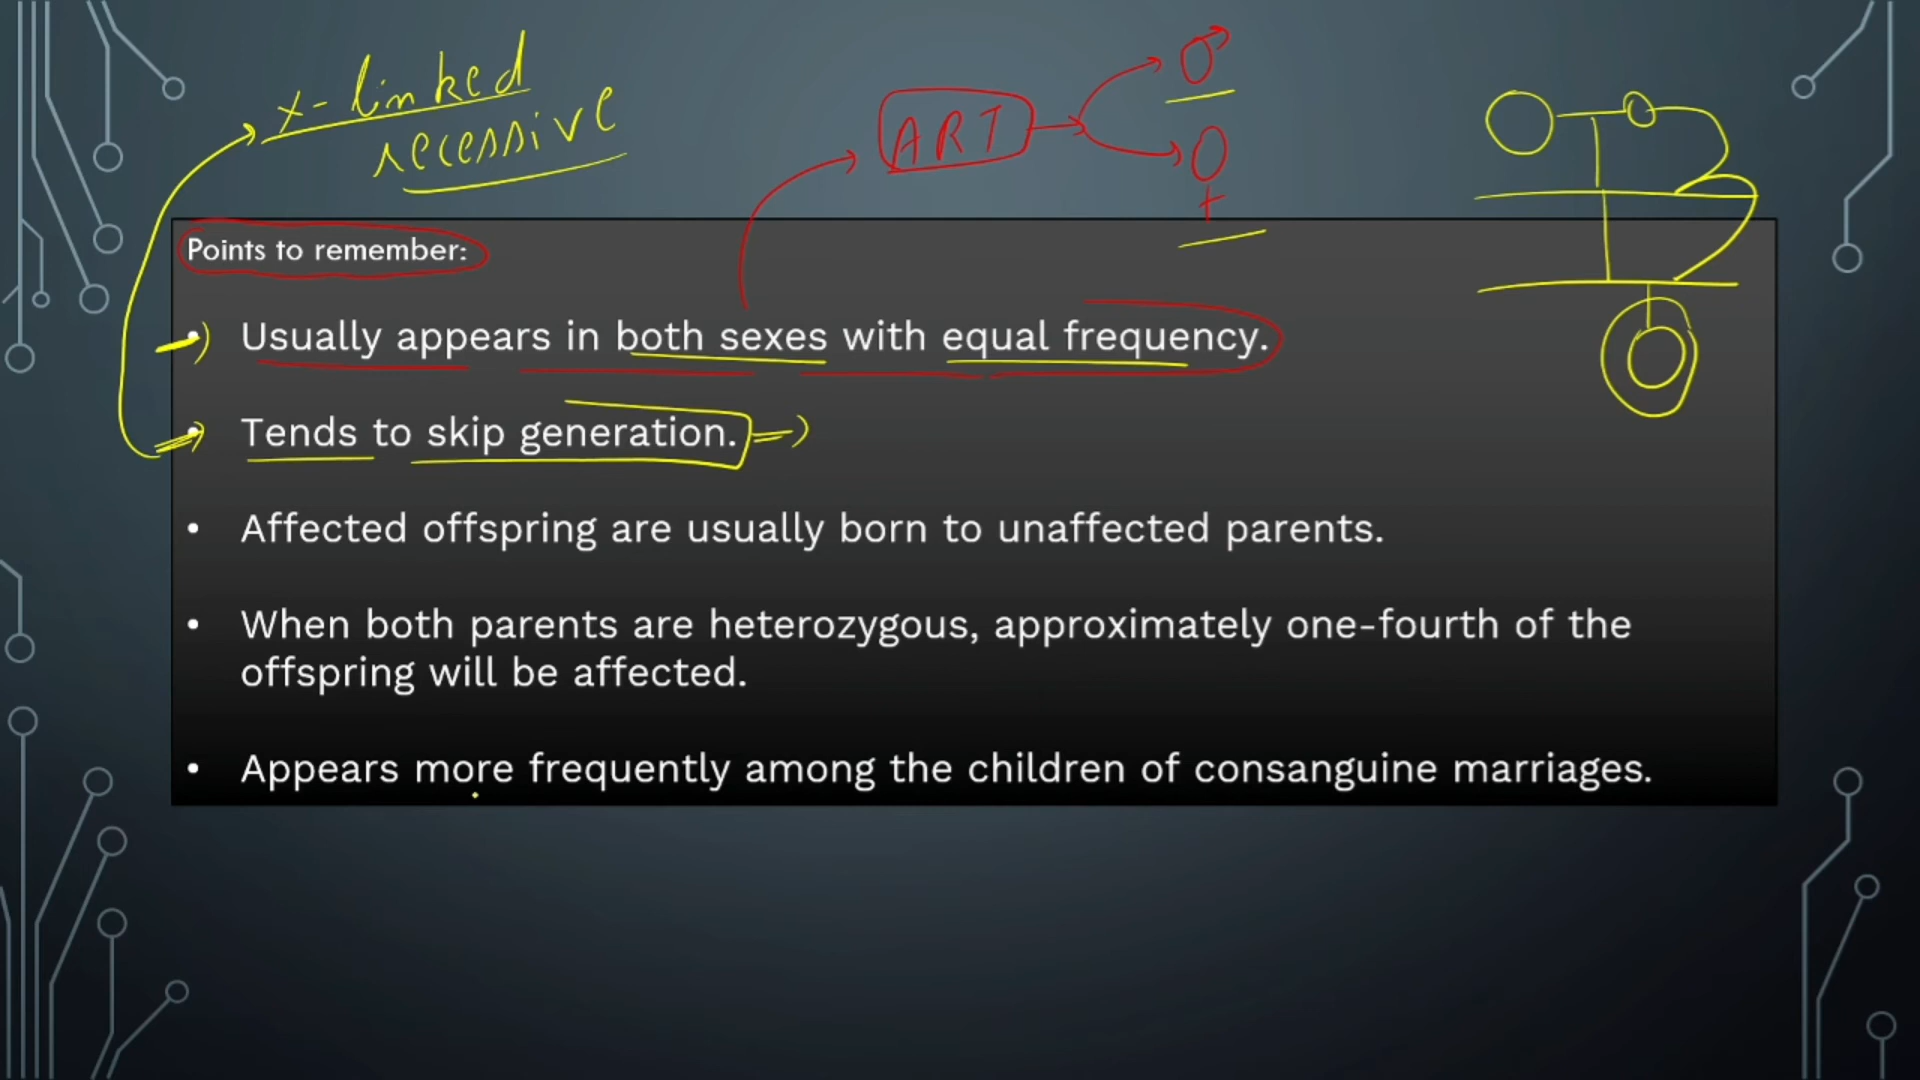 x-linked
recessive
ART
Points to remember:
• Usually appears in both sexes with equal frequency.
• Tends to skip generation.
• Affected offspring are usually born to unaffected parents.
• When both parents are heterozygous, approximately one-fourth of the
offspring will be affected.
• Appears more frequently among the children of consanguine marriages.